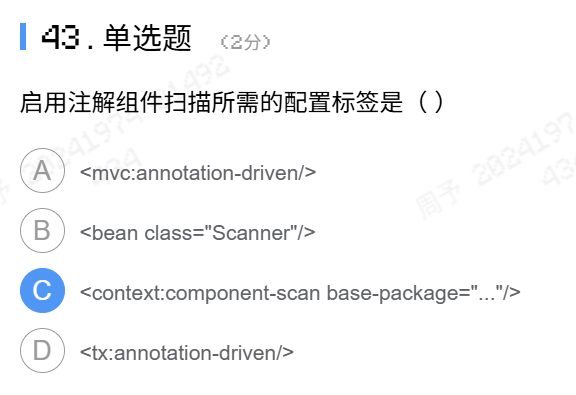 43.单选题 (2分)
启用注解组件扫描所需的配置标签是（ ）
A <mvc:annotation-driven/>
B <bean class="Scanner"/>
C <context:component-scan base-package="..."/>
D <tx:annotation-driven/>